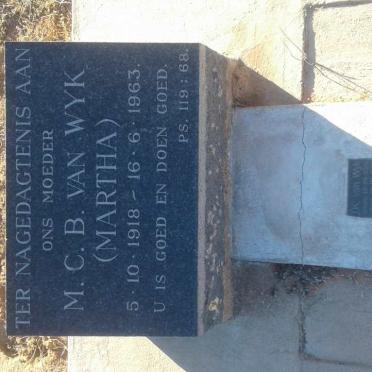 TER NAGEDAGTENIS AAN
ONS MOEDER
M. C. B. VAN WYK
(MARTHA)
5·10·1918 – 16·6·1963.
U IS GOED EN DOEN GOED.
PS. 119 : 68.